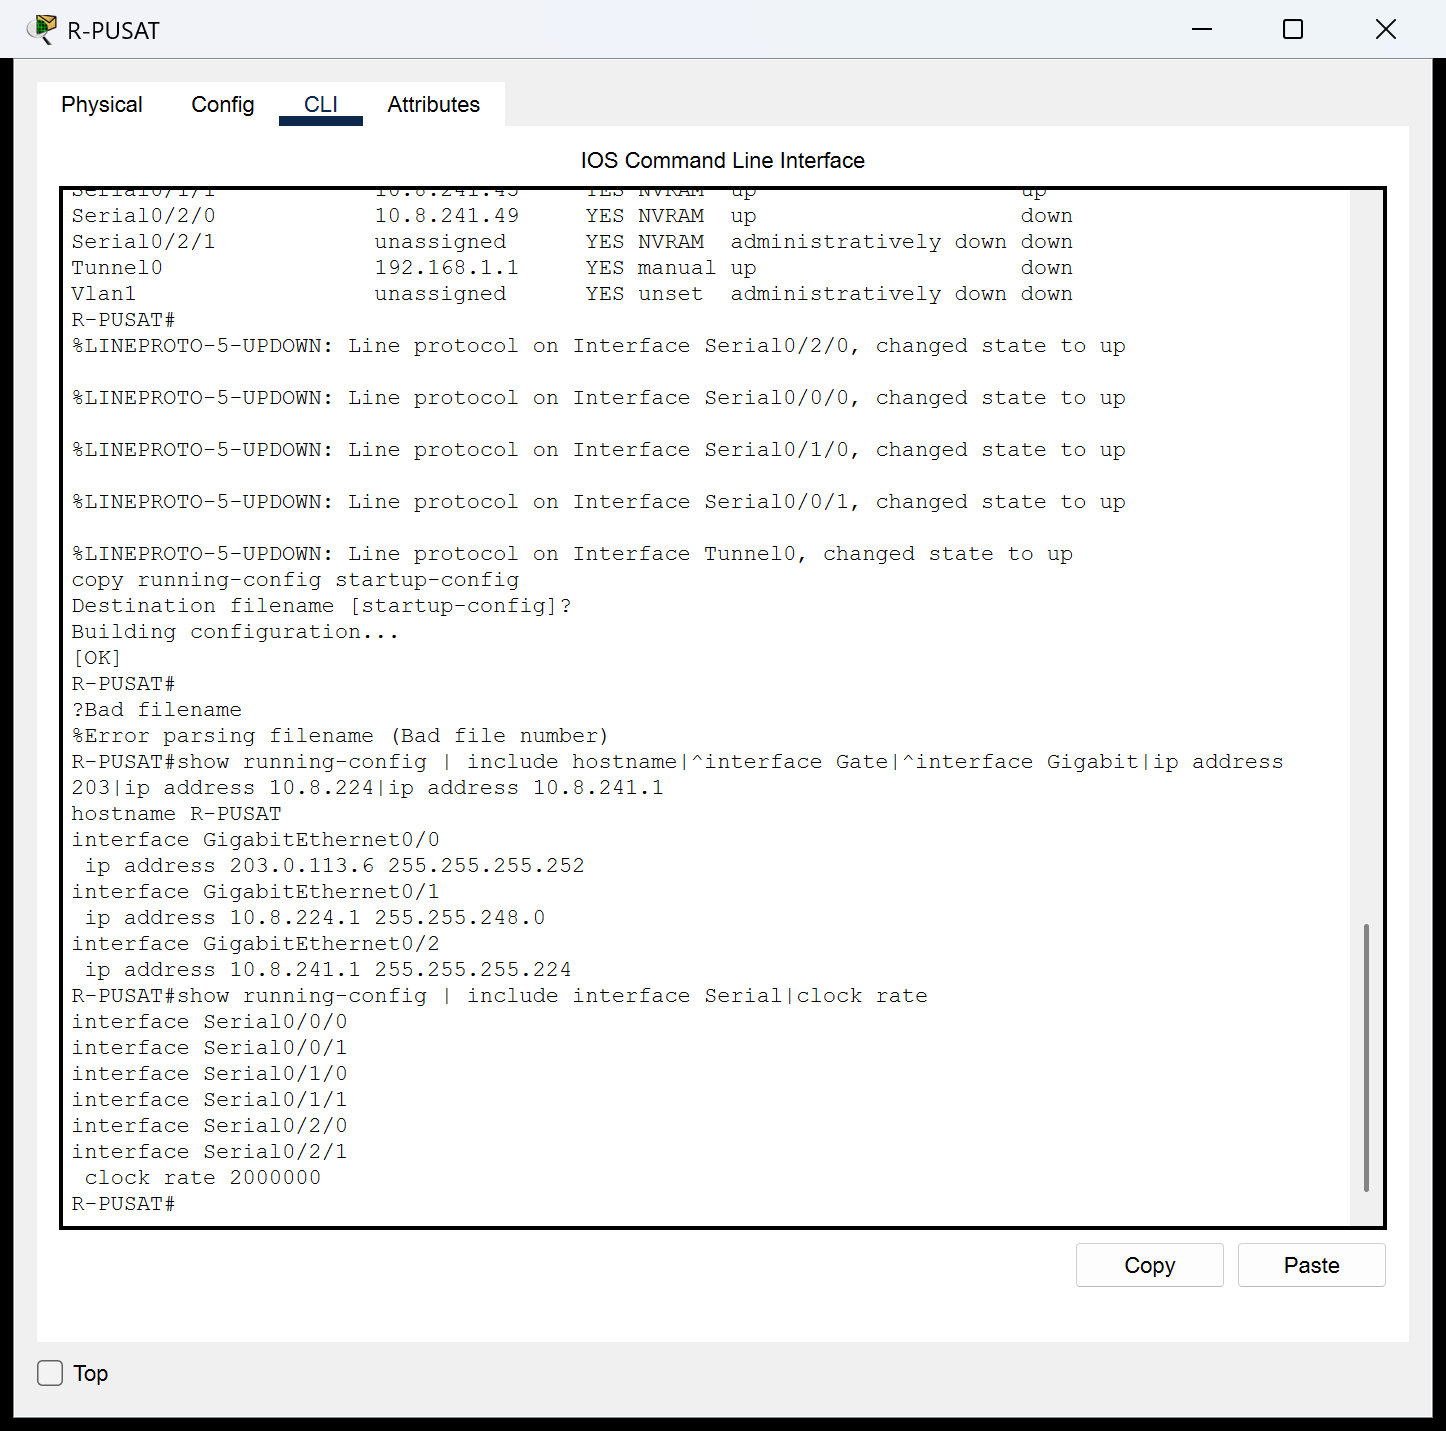 R-PUSAT
Physical Config CLI Attributes
IOS Command Line Interface
Serial0/1/1 10.8.241.45 YES NVRAM up up
Serial0/2/0 10.8.241.49 YES NVRAM up down
Serial0/2/1 unassigned YES NVRAM administratively down down
Tunnel0 192.168.1.1 YES manual up down
Vlan1 unassigned YES unset administratively down down
R-PUSAT#
%LINEPROTO-5-UPDOWN: Line protocol on Interface Serial0/2/0, changed state to up
%LINEPROTO-5-UPDOWN: Line protocol on Interface Serial0/0/0, changed state to up
%LINEPROTO-5-UPDOWN: Line protocol on Interface Serial0/1/0, changed state to up
%LINEPROTO-5-UPDOWN: Line protocol on Interface Serial0/0/1, changed state to up
%LINEPROTO-5-UPDOWN: Line protocol on Interface Tunnel0, changed state to up
copy running-config startup-config
Destination filename [startup-config]?
Building configuration...
[OK]
R-PUSAT#
?Bad filename
%Error parsing filename (Bad file number)
R-PUSAT#show running-config | include hostname|^interface Gate|^interface Gigabit|ip address
203|ip address 10.8.224|ip address 10.8.241.1
hostname R-PUSAT
interface GigabitEthernet0/0
ip address 203.0.113.6 255.255.255.252
interface GigabitEthernet0/1
ip address 10.8.224.1 255.255.248.0
interface GigabitEthernet0/2
ip address 10.8.241.1 255.255.255.224
R-PUSAT#show running-config | include interface Serial|clock rate
interface Serial0/0/0
interface Serial0/0/1
interface Serial0/1/0
interface Serial0/1/1
interface Serial0/2/0
interface Serial0/2/1
clock rate 2000000
R-PUSAT#
Copy Paste
Top